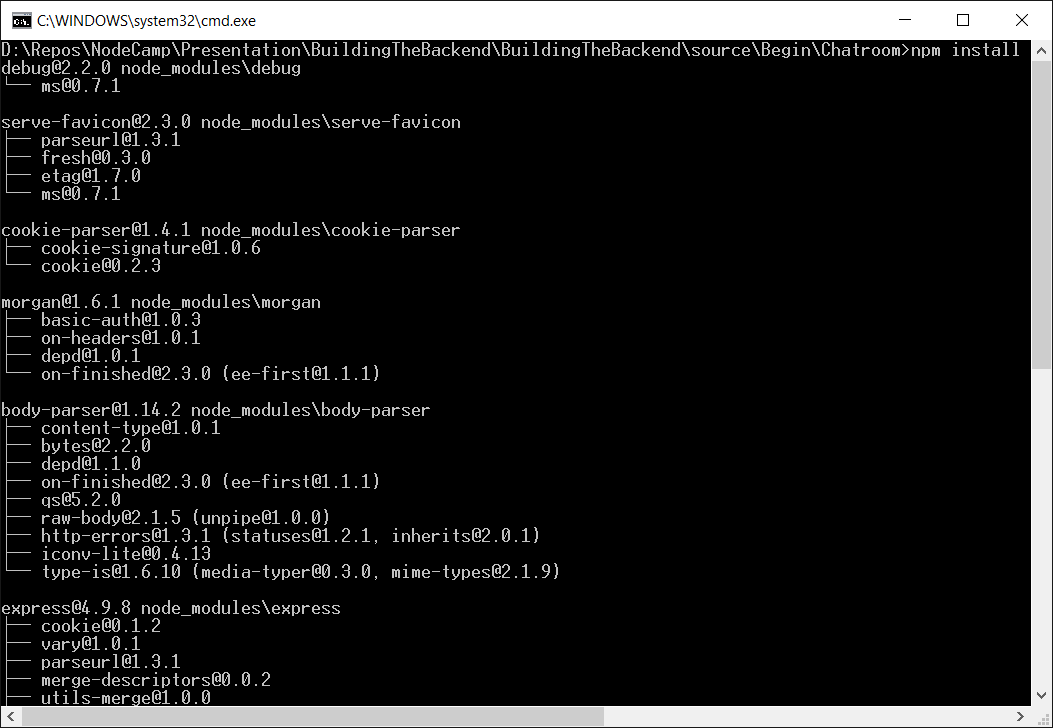 C:\WINDOWS\system32\cmd.exe
D:\Repos\NodeCamp\Presentation\BuildingTheBackend\BuildingTheBackend\source\Begin\Chatroom>npm install
debug@2.2.0 node_modules\debug
└── ms@0.7.1

serve-favicon@2.3.0 node_modules\serve-favicon
├── parseurl@1.3.1
├── fresh@0.3.0
├── etag@1.7.0
└── ms@0.7.1

cookie-parser@1.4.1 node_modules\cookie-parser
├── cookie-signature@1.0.6
└── cookie@0.2.3

morgan@1.6.1 node_modules\morgan
├── basic-auth@1.0.3
├── on-headers@1.0.1
├── depd@1.0.1
└── on-finished@2.3.0 (ee-first@1.1.1)

body-parser@1.14.2 node_modules\body-parser
├── content-type@1.0.1
├── bytes@2.2.0
├── depd@1.1.0
├── on-finished@2.3.0 (ee-first@1.1.1)
├── qs@5.2.0
├── raw-body@2.1.5 (unpipe@1.0.0)
├── http-errors@1.3.1 (statuses@1.2.1, inherits@2.0.1)
├── iconv-lite@0.4.13
└── type-is@1.6.10 (media-typer@0.3.0, mime-types@2.1.9)

express@4.9.8 node_modules\express
├── cookie@0.1.2
├── vary@1.0.1
├── parseurl@1.3.1
├── merge-descriptors@0.0.2
├── utils-merge@1.0.0